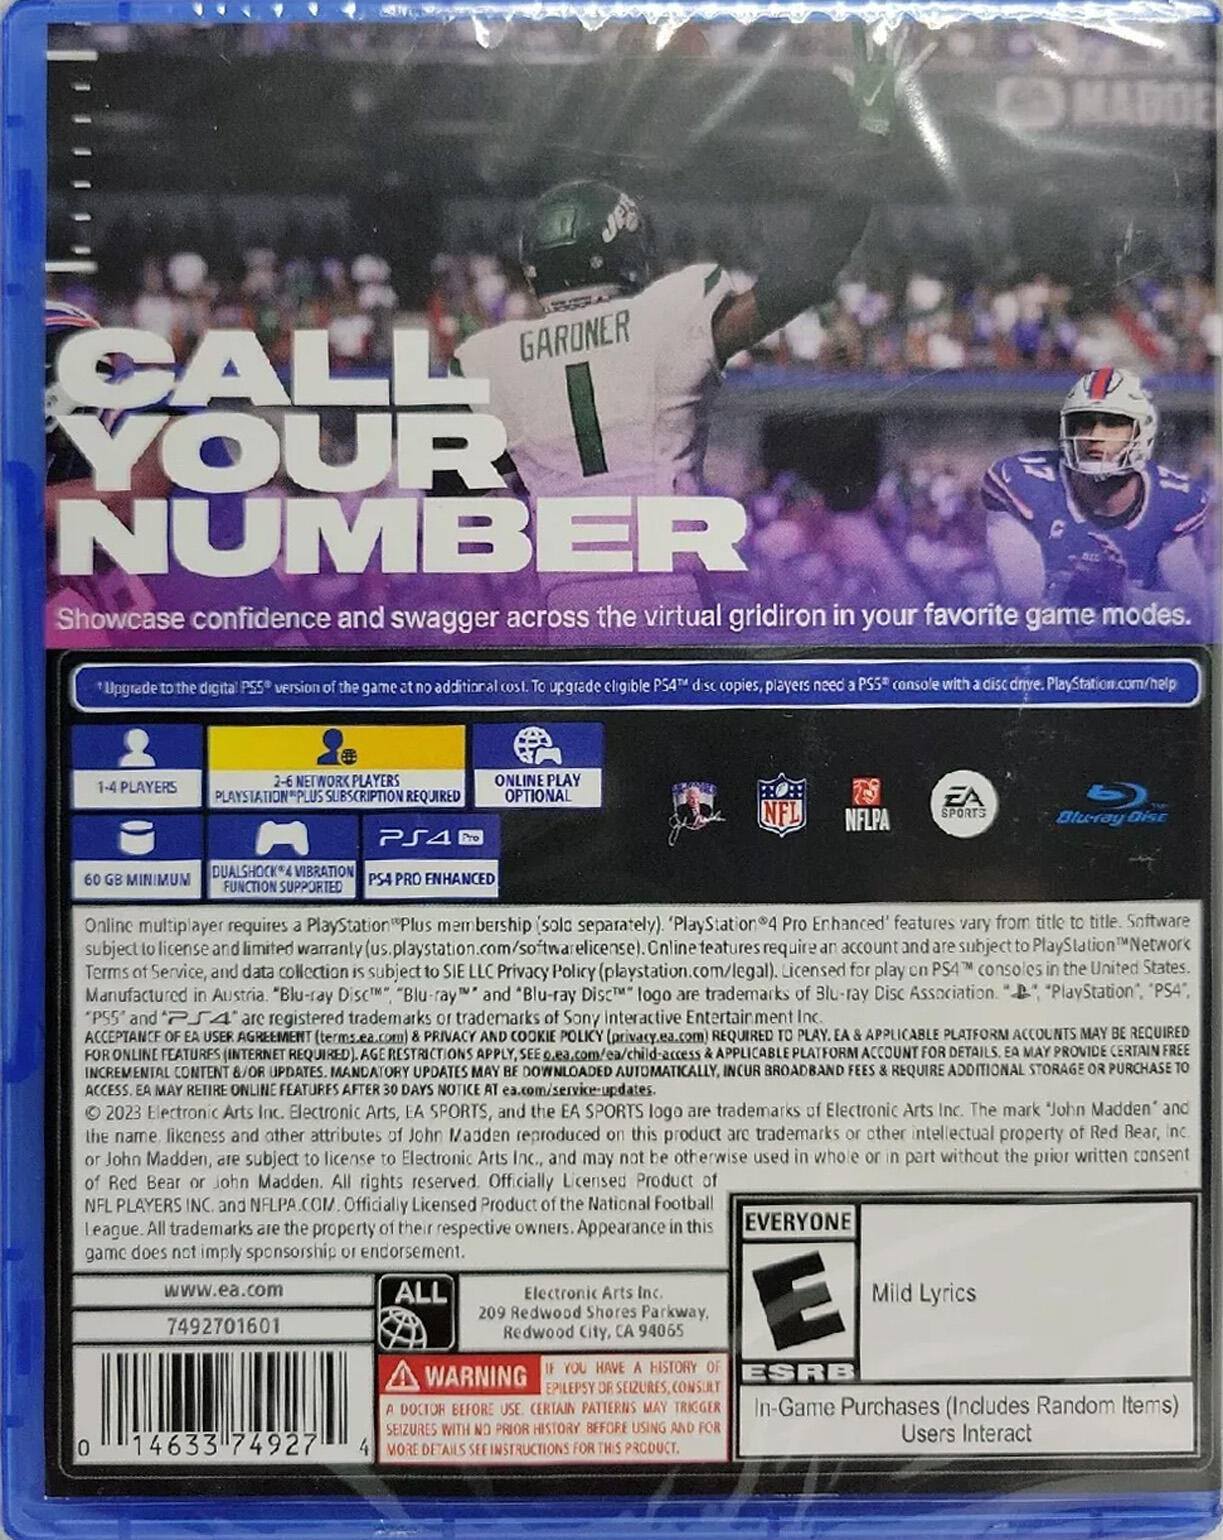 MADDE
JETS
GARDNER
1
17
17
CALL
YOUR
NUMBER
Showcase confidence and swagger across the virtual gridiron in your favorite game modes.
*Upgrade to the digital PS5® version of the game at no additional cost. To upgrade eligible PS4™ disc copies, players need a PS5® console with a disc drive. PlayStation.com/help
1-4 PLAYERS
2-6 NETWORK PLAYERS
PLAYSTATION®PLUS SUBSCRIPTION REQUIRED
ONLINE PLAY
OPTIONAL
NFL
NFLPA
EA
SPORTS
Blu-ray Disc
60 GB MINIMUM
DUALSHOCK®4 VIBRATION
FUNCTION SUPPORTED
PS4 Pro
PS4 PRO ENHANCED
Online multiplayer requires a PlayStation®Plus membership (sold separately). 'PlayStation®4 Pro Enhanced' features vary from title to title. Software
subject to license and limited warranty (us.playstation.com/softwarelicense). Online features require an account and are subject to PlayStation™Network
Terms of Service, and data collection is subject to SIE LLC Privacy Policy (playstation.com/legal). Licensed for play on PS4™ consoles in the United States.
Manufactured in Austria. "Blu-ray Disc™", "Blu-ray™" and "Blu-ray Disc™" logo are trademarks of Blu-ray Disc Association. " ", "PlayStation", "PS4",
"PS5" and "PS4" are registered trademarks or trademarks of Sony Interactive Entertainment Inc.
ACCEPTANCE OF EA USER AGREEMENT (terms.ea.com) & PRIVACY AND COOKIE POLICY (privacy.ea.com) REQUIRED TO PLAY. EA & APPLICABLE PLATFORM ACCOUNTS MAY BE REQUIRED
FOR ONLINE FEATURES (INTERNET REQUIRED). AGE RESTRICTIONS APPLY, SEE o.ea.com/ea/child-access & APPLICABLE PLATFORM ACCOUNT FOR DETAILS. EA MAY PROVIDE CERTAIN FREE
INCREMENTAL CONTENT &/OR UPDATES. MANDATORY UPDATES MAY BE DOWNLOADED AUTOMATICALLY, INCUR BROADBAND FEES & REQUIRE ADDITIONAL STORAGE OR PURCHASE TO
ACCESS. EA MAY RETIRE ONLINE FEATURES AFTER 30 DAYS NOTICE AT ea.com/service-updates.
© 2023 Electronic Arts Inc. Electronic Arts, EA SPORTS, and the EA SPORTS logo are trademarks of Electronic Arts Inc. The mark "John Madden" and
the name, likeness and other attributes of John Madden reproduced on this product are trademarks or other intellectual property of Red Bear, Inc.
or John Madden, are subject to license to Electronic Arts Inc., and may not be otherwise used in whole or in part without the prior written consent
of Red Bear or John Madden. All rights reserved. Officially Licensed Product of
NFL PLAYERS INC. and NFLPA.COM. Officially Licensed Product of the National Football
League. All trademarks are the property of their respective owners. Appearance in this
game does not imply sponsorship or endorsement.
www.ea.com
7492701601
ALL
Electronic Arts Inc.
209 Redwood Shores Parkway,
Redwood City, CA 94065
WARNING
IF YOU HAVE A HISTORY OF
EPILEPSY OR SEIZURES, CONSULT
A DOCTOR BEFORE USE. CERTAIN PATTERNS MAY TRIGGER
SEIZURES WITH NO PRIOR HISTORY. BEFORE USING AND FOR
MORE DETAILS SEE INSTRUCTIONS FOR THIS PRODUCT.
0 14633 74927 4
EVERYONE
E
ESRB
Mild Lyrics
In-Game Purchases (Includes Random Items)
Users Interact